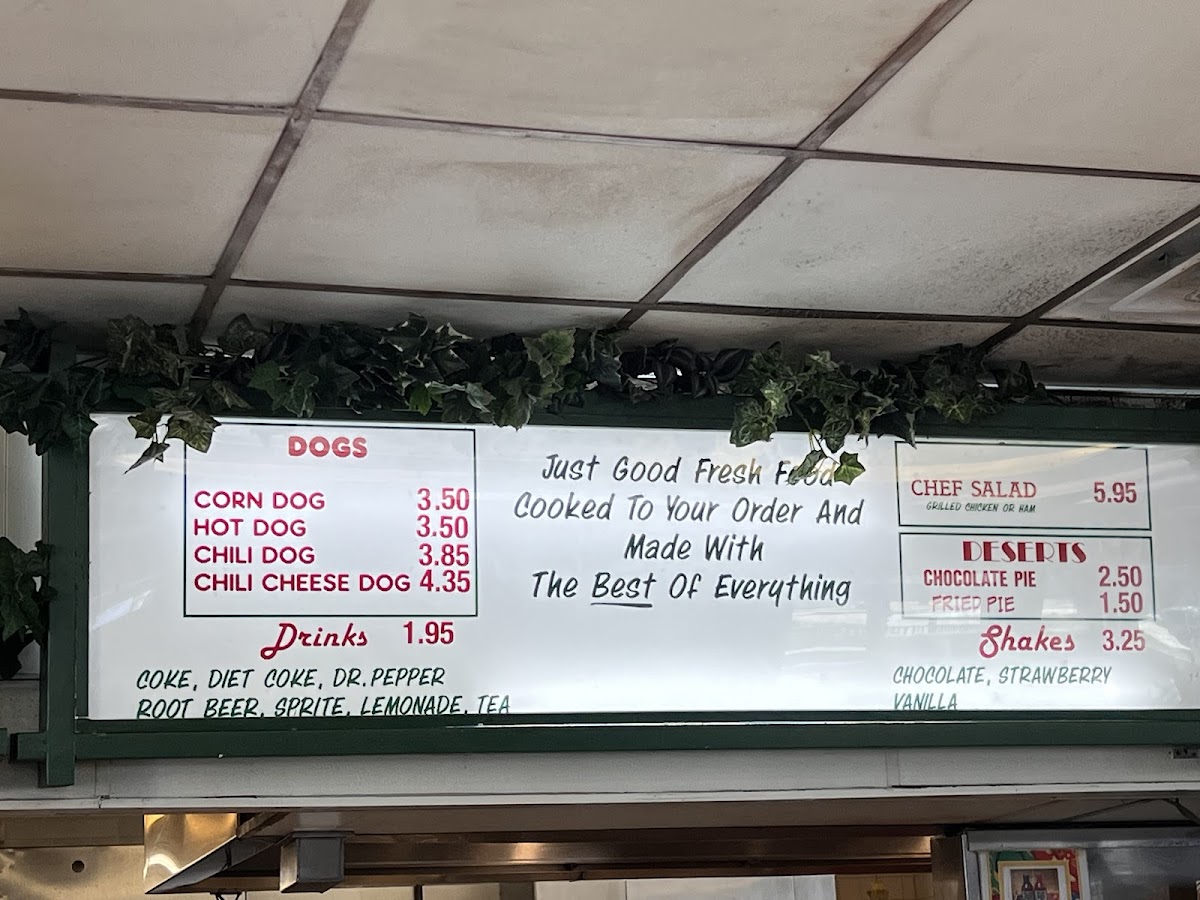 DOGS
CORN DOG 3.50
HOT DOG 3.50
CHILI DOG 3.85
CHILI CHEESE DOG 4.35
Drinks 1.95
COKE, DIET COKE, DR. PEPPER
ROOT BEER, SPRITE, LEMONADE, TEA
Just Good Fresh Food
Cooked To Your Order And
Made With
The Best Of Everything
CHEF SALAD 5.95
GRILLED CHICKEN OR HAM
DESERTS
CHOCOLATE PIE 2.50
FRIED PIE 1.50
Shakes 3.25
CHOCOLATE, STRAWBERRY
VANILLA